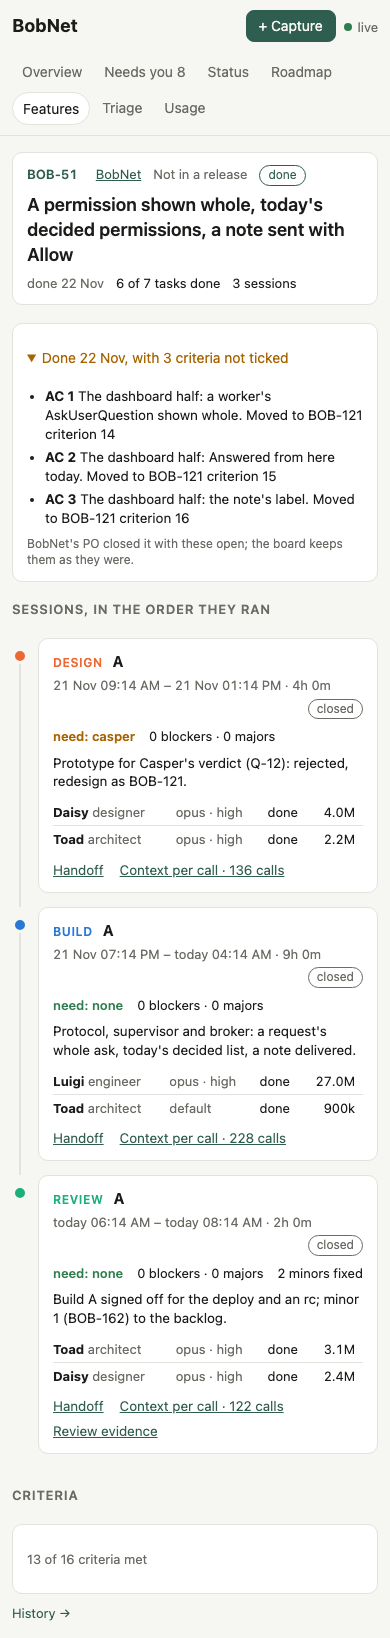 BobNet
+ Capture
live
Overview Needs you 8 Status Roadmap
Features Triage Usage
BOB-51 BobNet Not in a release done
A permission shown whole, today's
decided permissions, a note sent with
Allow
done 22 Nov 6 of 7 tasks done 3 sessions
▼ Done 22 Nov, with 3 criteria not ticked
• AC 1 The dashboard half: a worker's
AskUserQuestion shown whole. Moved to BOB-121
criterion 14
• AC 2 The dashboard half: Answered from here
today. Moved to BOB-121 criterion 15
• AC 3 The dashboard half: the note's label. Moved
to BOB-121 criterion 16
BobNet's PO closed it with these open; the board keeps
them as they were.
SESSIONS, IN THE ORDER THEY RAN
DESIGN A
21 Nov 09:14 AM – 21 Nov 01:14 PM · 4h 0m
closed
need: casper 0 blockers · 0 majors
Prototype for Casper's verdict (Q-12): rejected,
redesign as BOB-121.
Daisy designer opus · high done 4.0M
Toad architect opus · high done 2.2M
Handoff Context per call · 136 calls
BUILD A
21 Nov 07:14 PM – today 04:14 AM · 9h 0m
closed
need: none 0 blockers · 0 majors
Protocol, supervisor and broker: a request's
whole ask, today's decided list, a note delivered.
Luigi engineer opus · high done 27.0M
Toad architect default done 900k
Handoff Context per call · 228 calls
REVIEW A
today 06:14 AM – today 08:14 AM · 2h 0m
closed
need: none 0 blockers · 0 majors 2 minors fixed
Build A signed off for the deploy and an rc; minor
1 (BOB-162) to the backlog.
Toad architect opus · high done 3.1M
Daisy designer opus · high done 2.4M
Handoff Context per call · 122 calls
Review evidence
CRITERIA
13 of 16 criteria met
History →